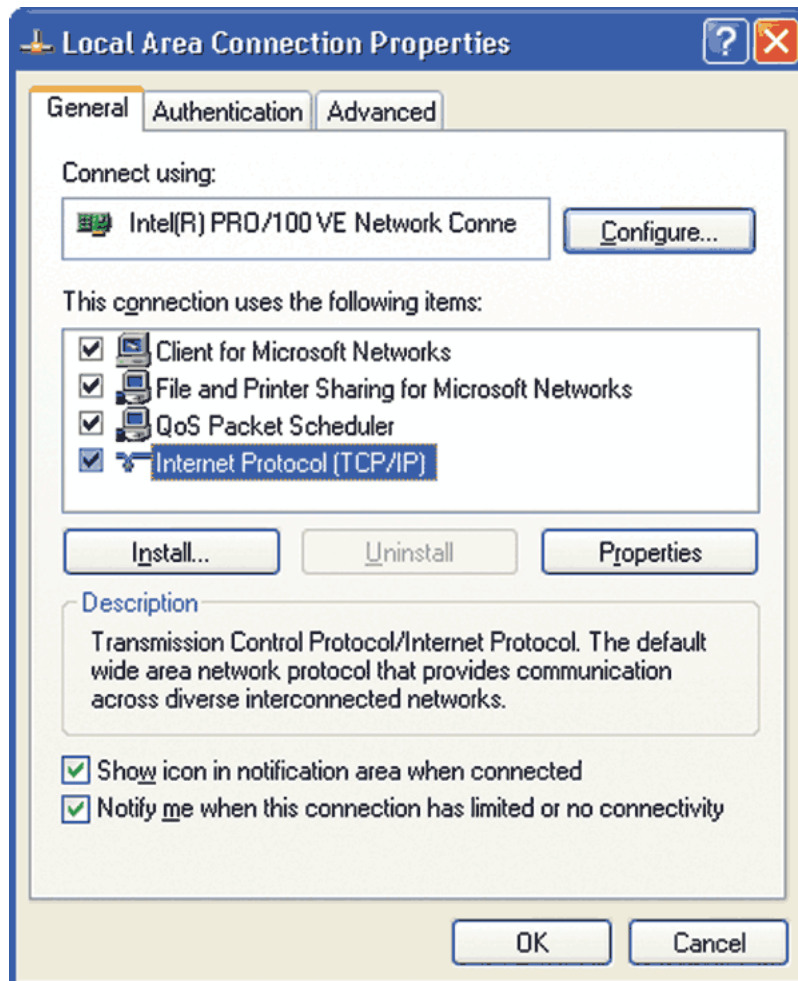 Local Area Connection Properties
General Authentication Advanced
Connect using:
Intel(R) PRO/100 VE Network Conne
Configure...
This connection uses the following items:
Client for Microsoft Networks
File and Printer Sharing for Microsoft Networks
QoS Packet Scheduler
Internet Protocol (TCP/IP)
Install... Uninstall Properties
Description
Transmission Control Protocol/Internet Protocol. The default
wide area network protocol that provides communication
across diverse interconnected networks.
Show icon in notification area when connected
Notify me when this connection has limited or no connectivity
OK Cancel